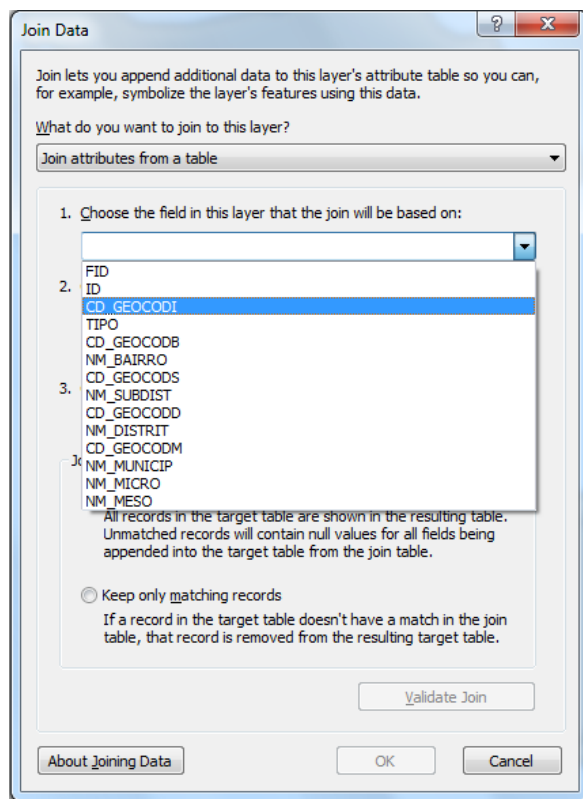 Join Data
Join lets you append additional data to this layer's attribute table so you can,
for example, symbolize the layer's features using this data.
What do you want to join to this layer?
Join attributes from a table
1. Choose the field in this layer that the join will be based on:
FID
2.
ID
CD_GEOCODI
TIPO
CD_GEOCODB
NM_BAIRRO
CD_GEOCODS
3.
NM_SUBDIST
CD_GEOCODD
NM_DISTRIT
CD_GEOCODM
NM_MUNICIP
NM_MICRO
NM_MESO
All records in the target table are shown in the resulting table.
Unmatched records will contain null values for all fields being
appended into the target table from the join table.
Keep only matching records
If a record in the target table doesn't have a match in the join
table, that record is removed from the resulting target table.
Validate Join
About Joining Data
OK
Cancel